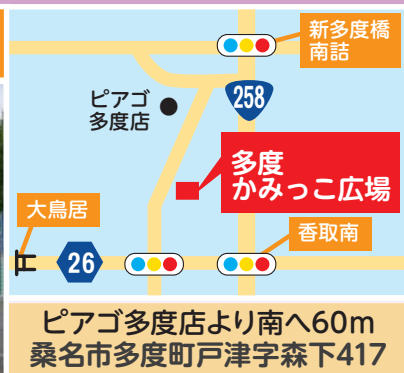 新多度橋
南詰
ピアゴ
多度店
258
多度
かみっこ広場
大鳥居
香取南
26
ピアゴ多度店より南へ60m
桑名市多度町戸津字森下417